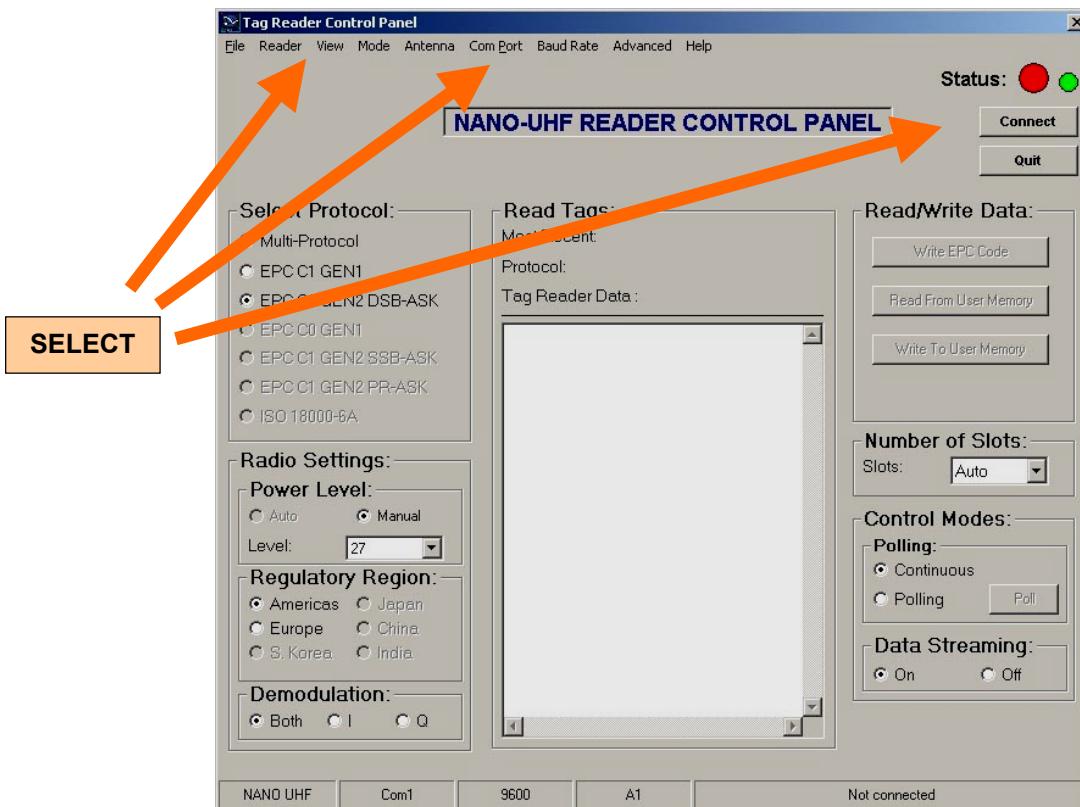 Tag Reader Control Panel
File Reader View Mode Antenna Com Port Baud Rate Advanced Help
Status:
NANO-UHF READER CONTROL PANEL
Connect
Quit
SELECT
Select Protocol:
Multi-Protocol
EPC C1 GEN1
EPC C1 GEN2 DSB-ASK
EPC C0 GEN1
EPC C1 GEN2 SSB-ASK
EPC C1 GEN2 PR-ASK
ISO 18000-6A
Radio Settings:
Power Level:
Auto Manual
Level: 27
Regulatory Region:
Americas Japan
Europe China
S. Korea India
Demodulation:
Both I Q
Read Tags:
Most Recent:
Protocol:
Tag Reader Data :
Read/Write Data:
Write EPC Code
Read From User Memory
Write To User Memory
Number of Slots:
Slots: Auto
Control Modes:
Polling:
Continuous
Polling Poll
Data Streaming:
On Off
NANO UHF Com1 9600 A1 Not connected